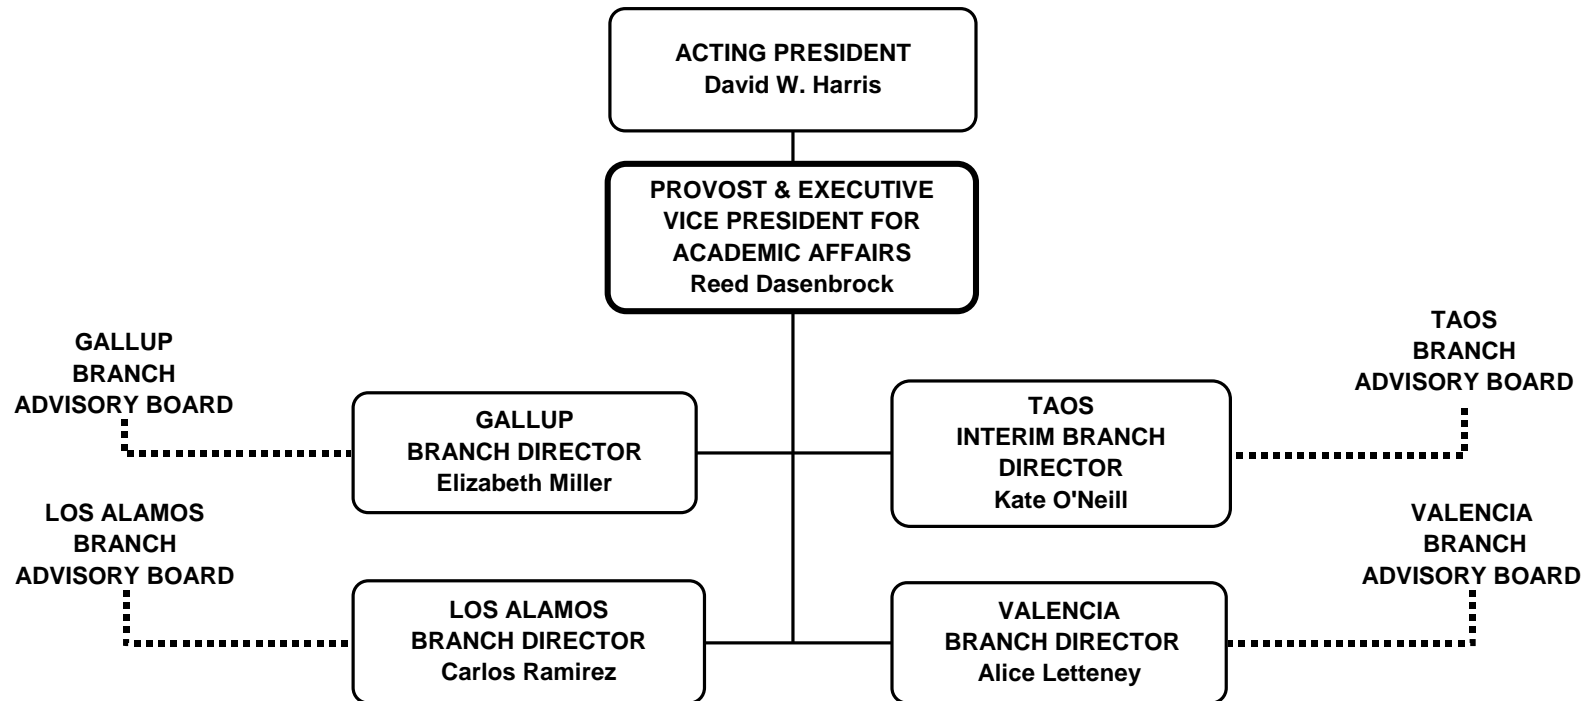 ACTING PRESIDENT
David W. Harris
PROVOST & EXECUTIVE
VICE PRESIDENT FOR
ACADEMIC AFFAIRS
Reed Dasenbrock
GALLUP
BRANCH
ADVISORY BOARD
TAOS
BRANCH
ADVISORY BOARD
GALLUP
BRANCH DIRECTOR
Elizabeth Miller
TAOS
INTERIM BRANCH
DIRECTOR
Kate O'Neill
LOS ALAMOS
BRANCH
ADVISORY BOARD
VALENCIA
BRANCH
ADVISORY BOARD
LOS ALAMOS
BRANCH DIRECTOR
Carlos Ramirez
VALENCIA
BRANCH DIRECTOR
Alice Letteney